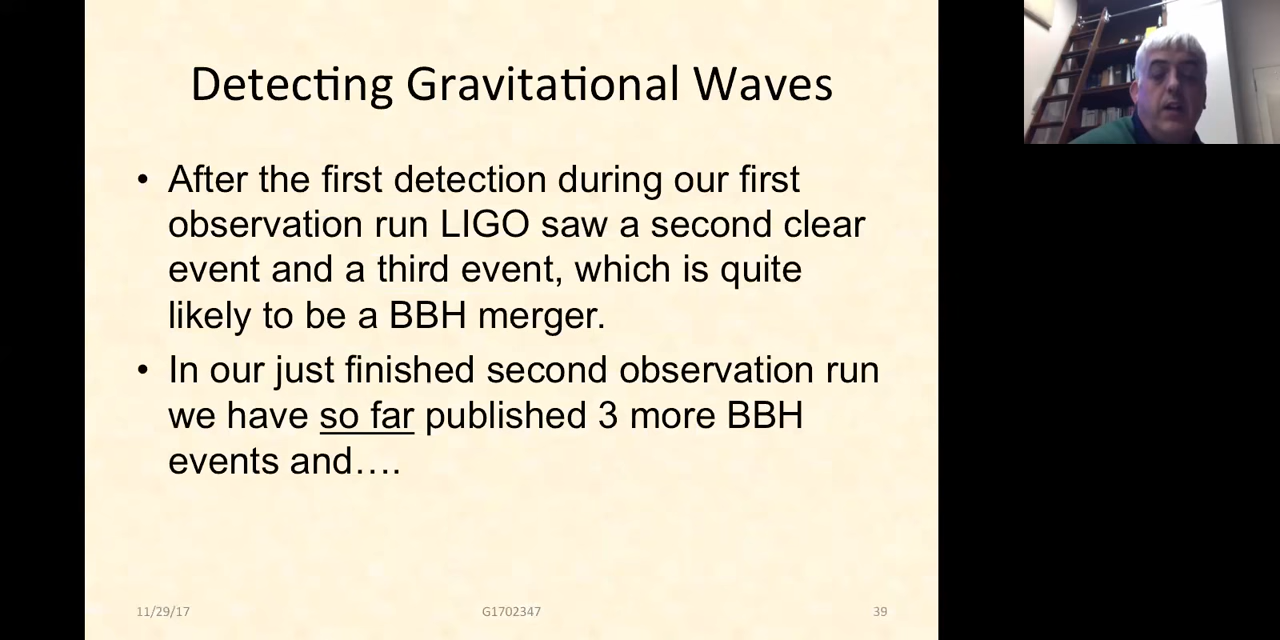 Detecting Gravitational Waves
• After the first detection during our first
observation run LIGO saw a second clear
event and a third event, which is quite
likely to be a BBH merger.
• In our just finished second observation run
we have so far published 3 more BBH
events and….
11/29/17 G1702347 39